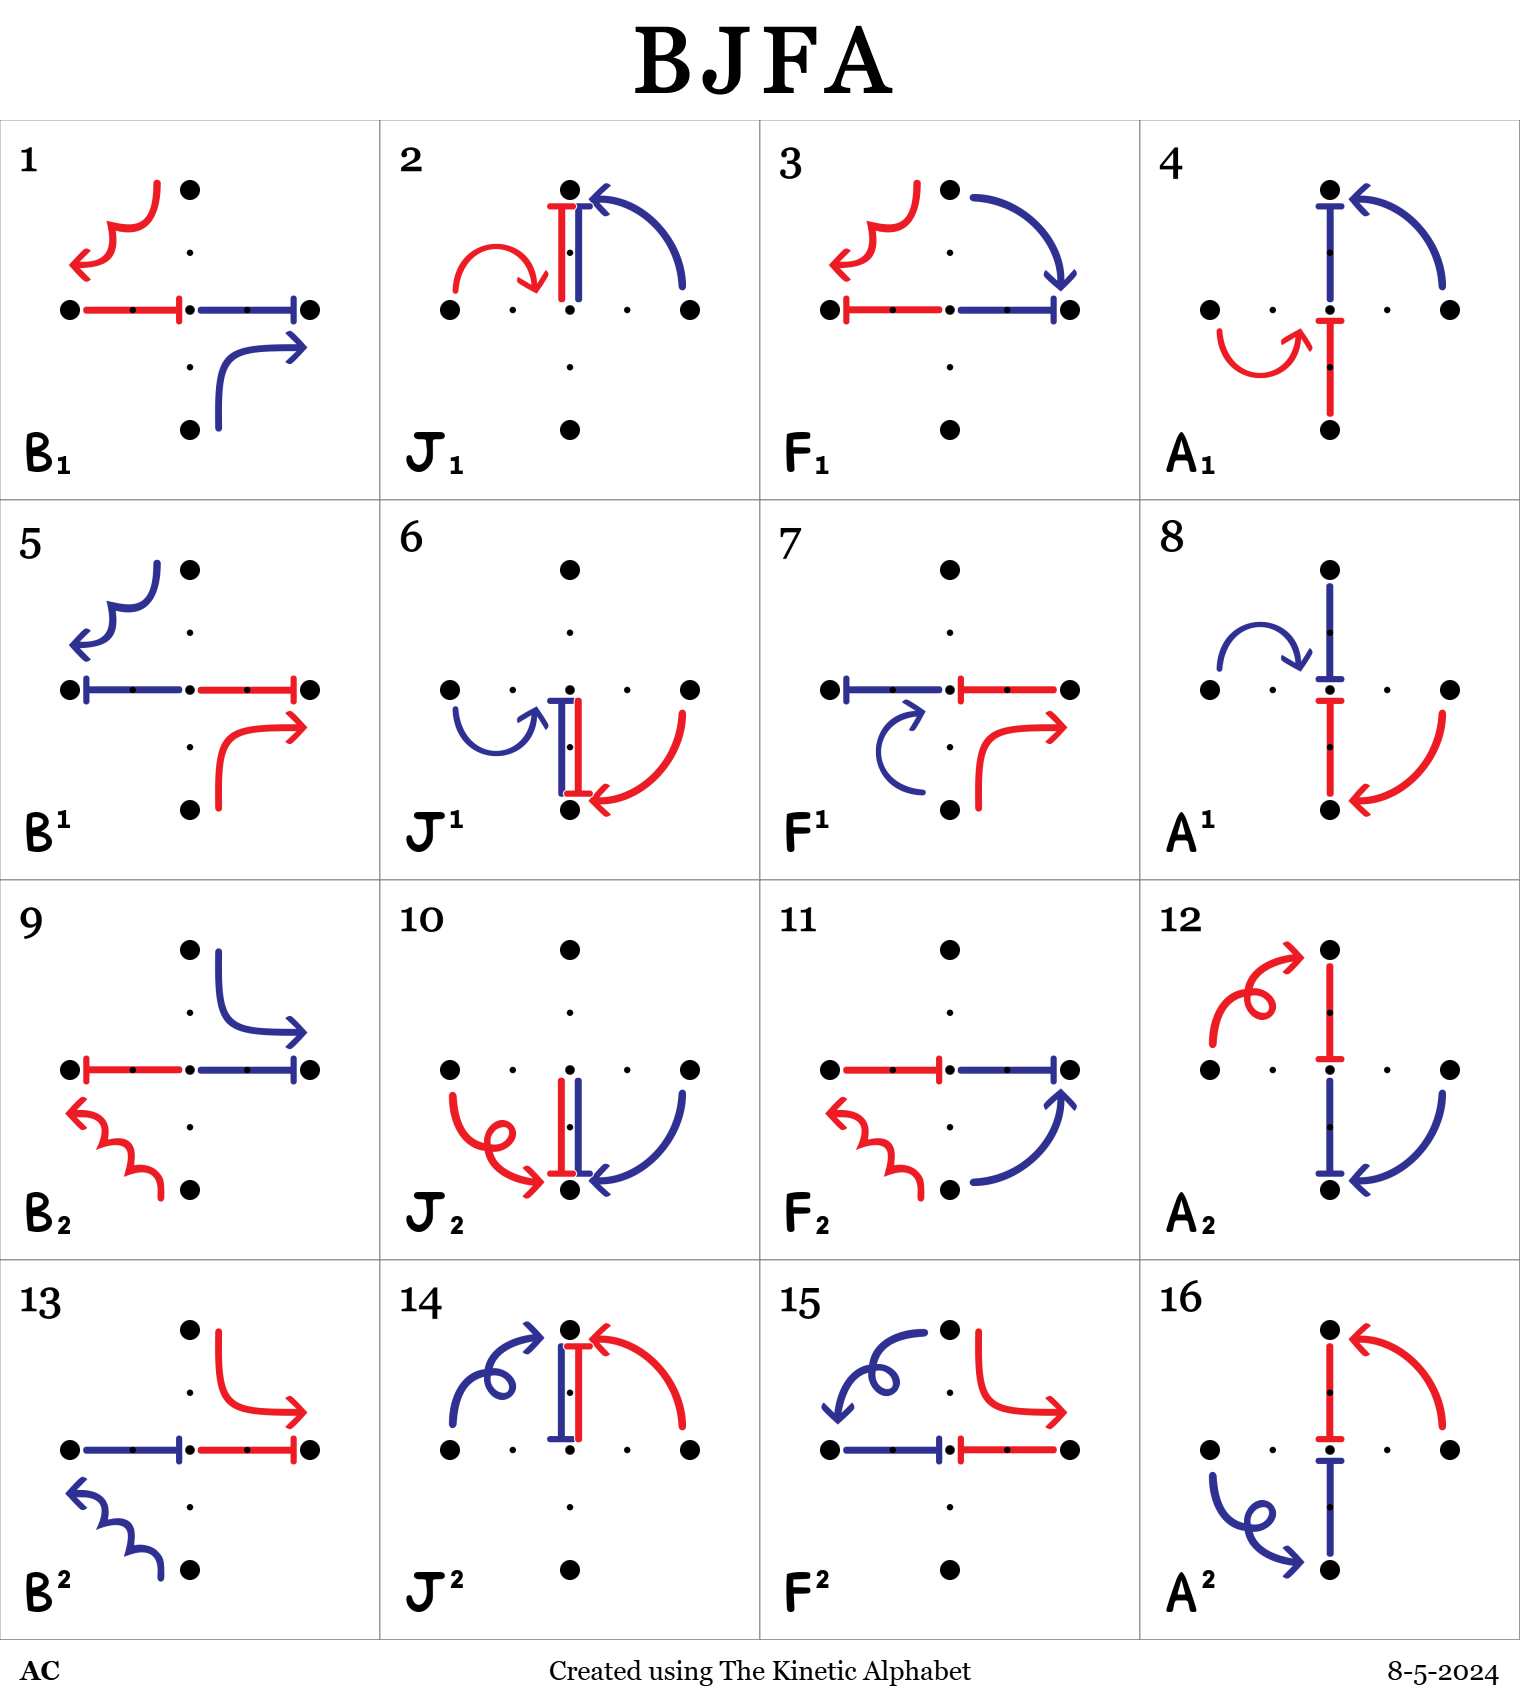 BJFA
1 2 3 4
B₁ J₁ F₁ A₁
5 6 7 8
B¹ J¹ F¹ A¹
9 10 11 12
B₂ J₂ F₂ A₂
13 14 15 16
B² J² F² A²
AC Created using The Kinetic Alphabet 8-5-2024